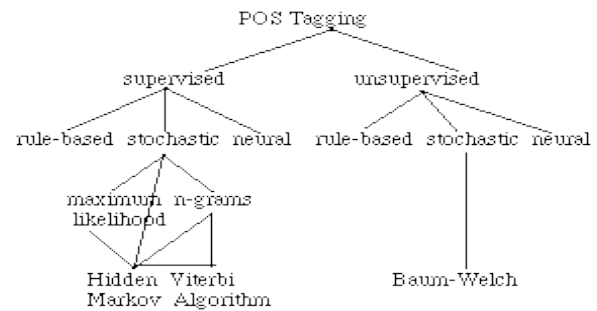 POS Tagging
supervised unsupervised
rule-based stochastic neural rule-based stochastic neural
maximum n-grams
likelihood
Hidden Viterbi Baum-Welch
Markov Algorithm